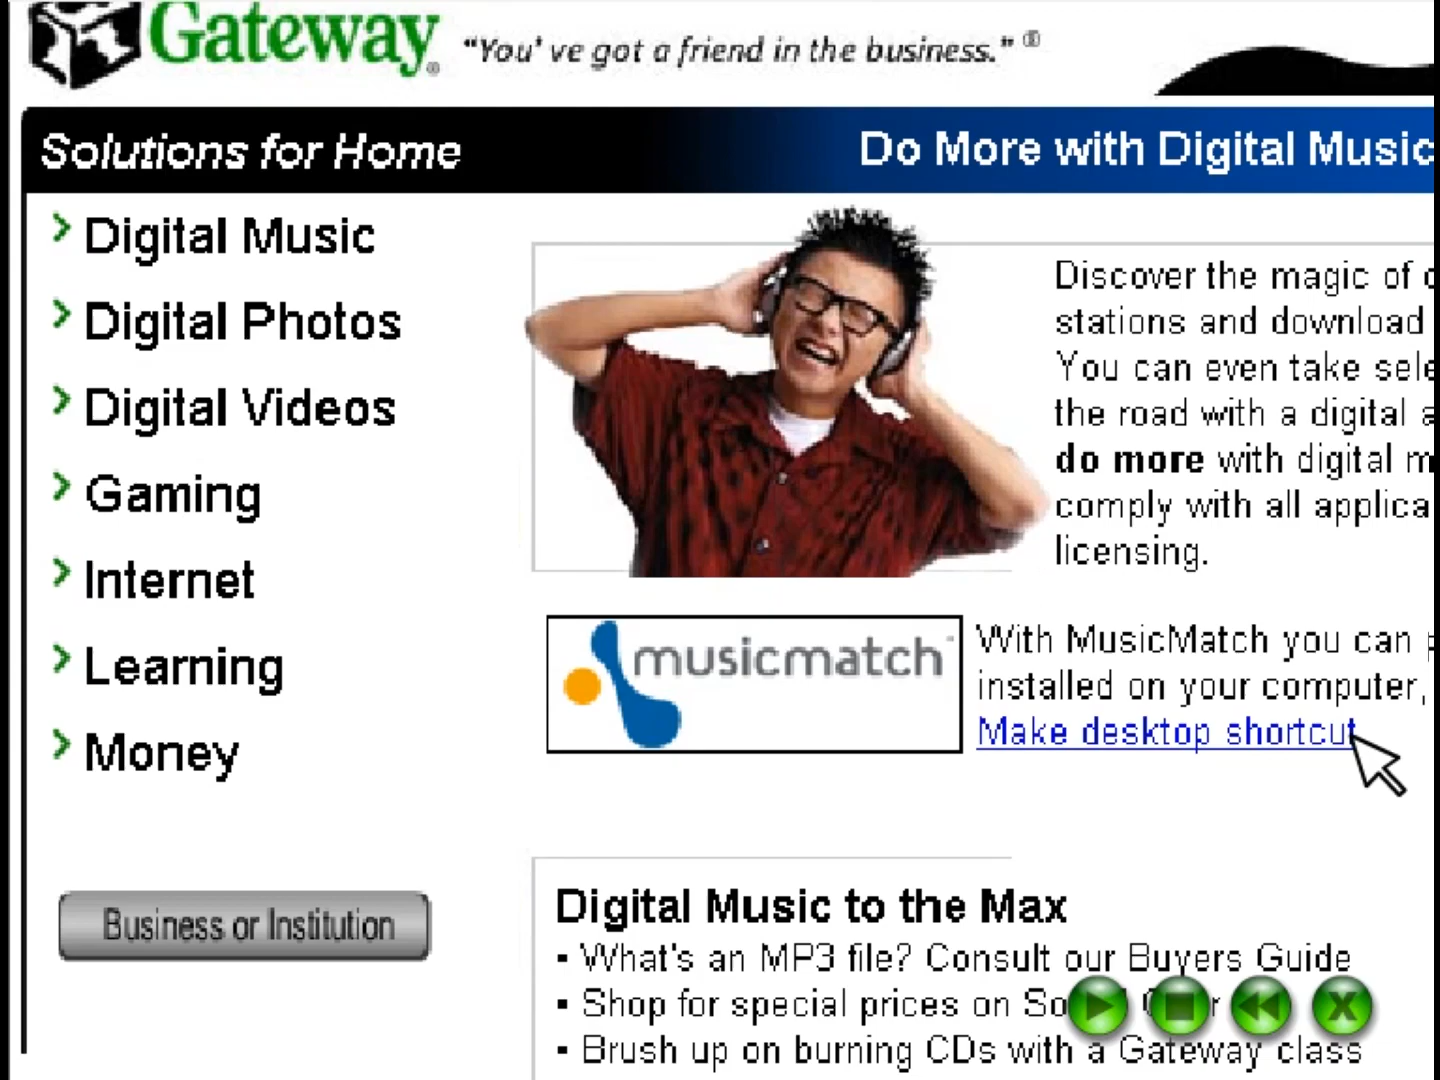 Gateway® “You’ ve got a friend in the business.” ®
Solutions for Home
Do More with Digital Music
Digital Music
Digital Photos
Digital Videos
Gaming
Internet
Learning
Money
Business or Institution
Discover the magic of
stations and download
You can even take
the road with a digital
do more with digital
comply with all
licensing.
musicmatch
With MusicMatch you can
installed on your computer,
Make desktop shortcut
Digital Music to the Max
▪ What's an MP3 file? Consult our Buyers Guide
▪ Shop for special prices on
▪ Brush up on burning CDs with a Gateway class